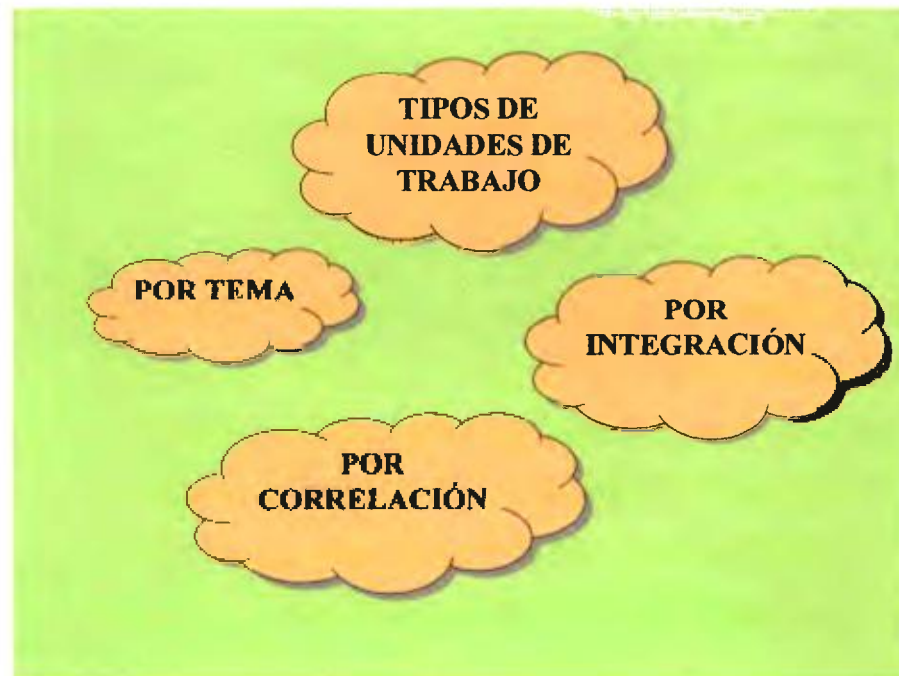 TIPOS DE
UNIDADES DE
TRABAJO
POR TEMA
POR
INTEGRACIÓN
POR
CORRELACIÓN